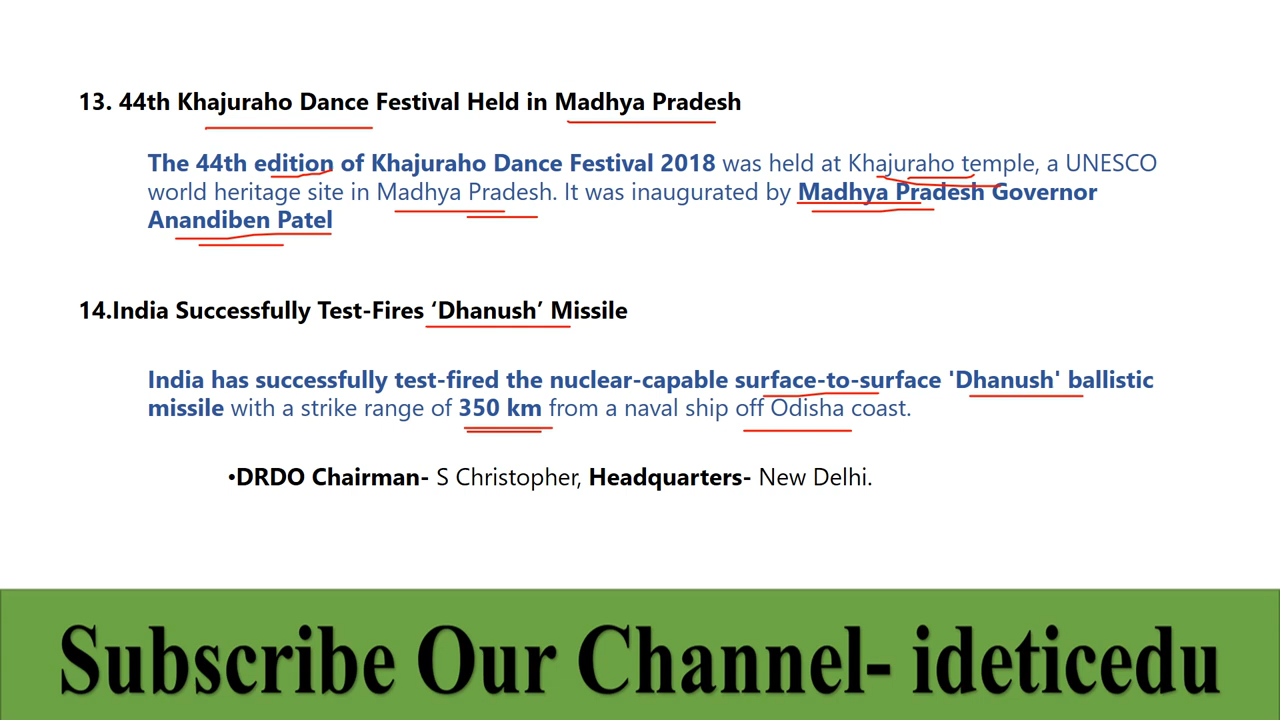 13. 44th Khajuraho Dance Festival Held in Madhya Pradesh
The 44th edition of Khajuraho Dance Festival 2018 was held at Khajuraho temple, a UNESCO
world heritage site in Madhya Pradesh. It was inaugurated by Madhya Pradesh Governor
Anandiben Patel
14.India Successfully Test-Fires ‘Dhanush’ Missile
India has successfully test-fired the nuclear-capable surface-to-surface 'Dhanush' ballistic
missile with a strike range of 350 km from a naval ship off Odisha coast.
•DRDO Chairman- S Christopher, Headquarters- New Delhi.
Subscribe Our Channel- ideticedu